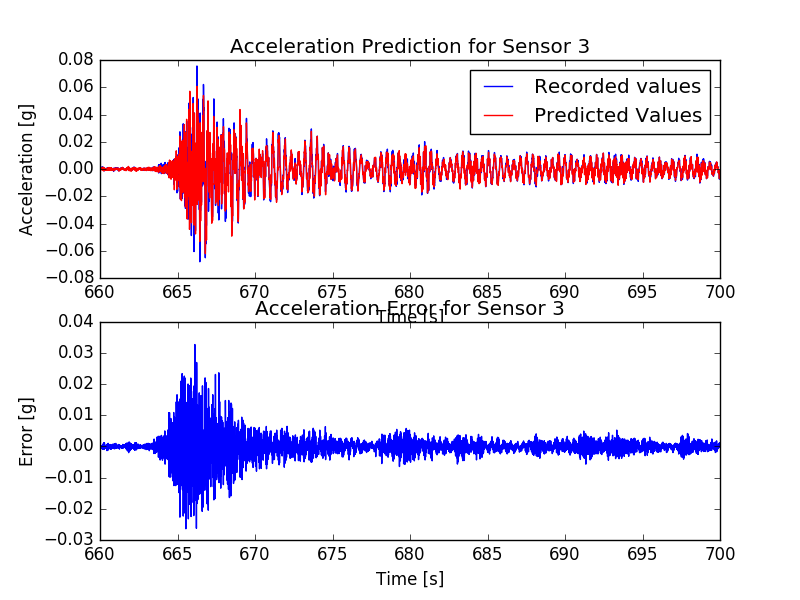 Acceleration Prediction for Sensor 3
0.08
0.06
0.04
0.02
0.00
−0.02
−0.04
−0.06
−0.08
Acceleration [g]
Recorded values
Predicted Values
660 665 670 675 680 685 690 695 700
Time [s]
Acceleration Error for Sensor 3
0.04
0.03
0.02
0.01
0.00
−0.01
−0.02
−0.03
Error [g]
660 665 670 675 680 685 690 695 700
Time [s]